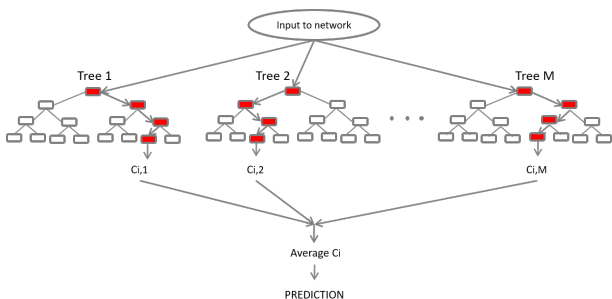 Input to network
Tree 1
Tree 2
Tree M
Ci,1
Ci,2
Ci,M
Average Ci
PREDICTION